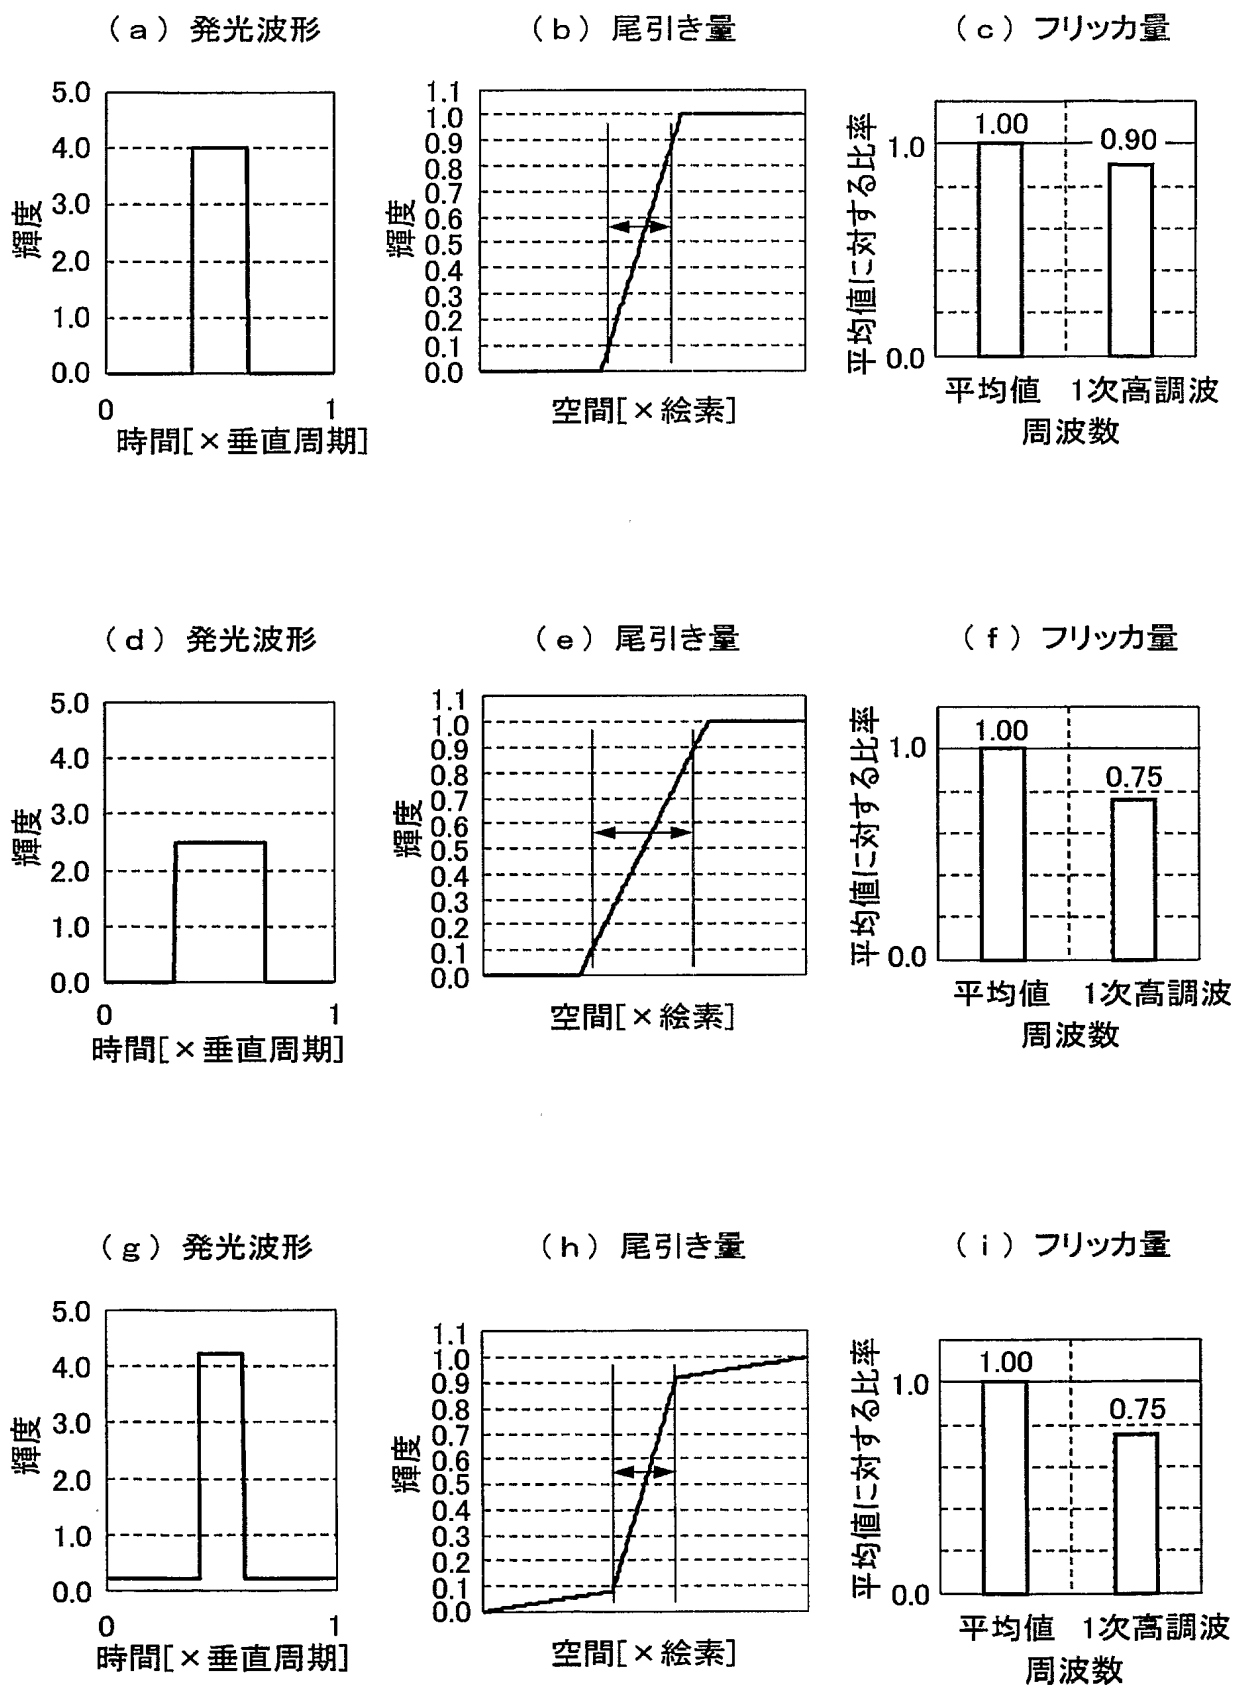 (a) 発光波形
5.0
4.0
3.0
2.0
1.0
0.0
輝度
0 1
時間[×垂直周期]
(b) 尾引き量
1.1
1.0
0.9
0.8
0.7
0.6
0.5
0.4
0.3
0.2
0.1
0.0
輝度
空間[×絵素]
(c) フリッカ量
1.00
0.90
1.0
0.0
平均値に対する比率
平均値 1次高調波
周波数
(d) 発光波形
5.0
4.0
3.0
2.0
1.0
0.0
輝度
0 1
時間[×垂直周期]
(e) 尾引き量
1.1
1.0
0.9
0.8
0.7
0.6
0.5
0.4
0.3
0.2
0.1
0.0
輝度
空間[×絵素]
(f) フリッカ量
1.00
0.75
1.0
0.0
平均値に対する比率
平均値 1次高調波
周波数
(g) 発光波形
5.0
4.0
3.0
2.0
1.0
0.0
輝度
0 1
時間[×垂直周期]
(h) 尾引き量
1.1
1.0
0.9
0.8
0.7
0.6
0.5
0.4
0.3
0.2
0.1
0.0
輝度
空間[×絵素]
(i) フリッカ量
1.00
0.75
1.0
0.0
平均値に対する比率
平均値 1次高調波
周波数